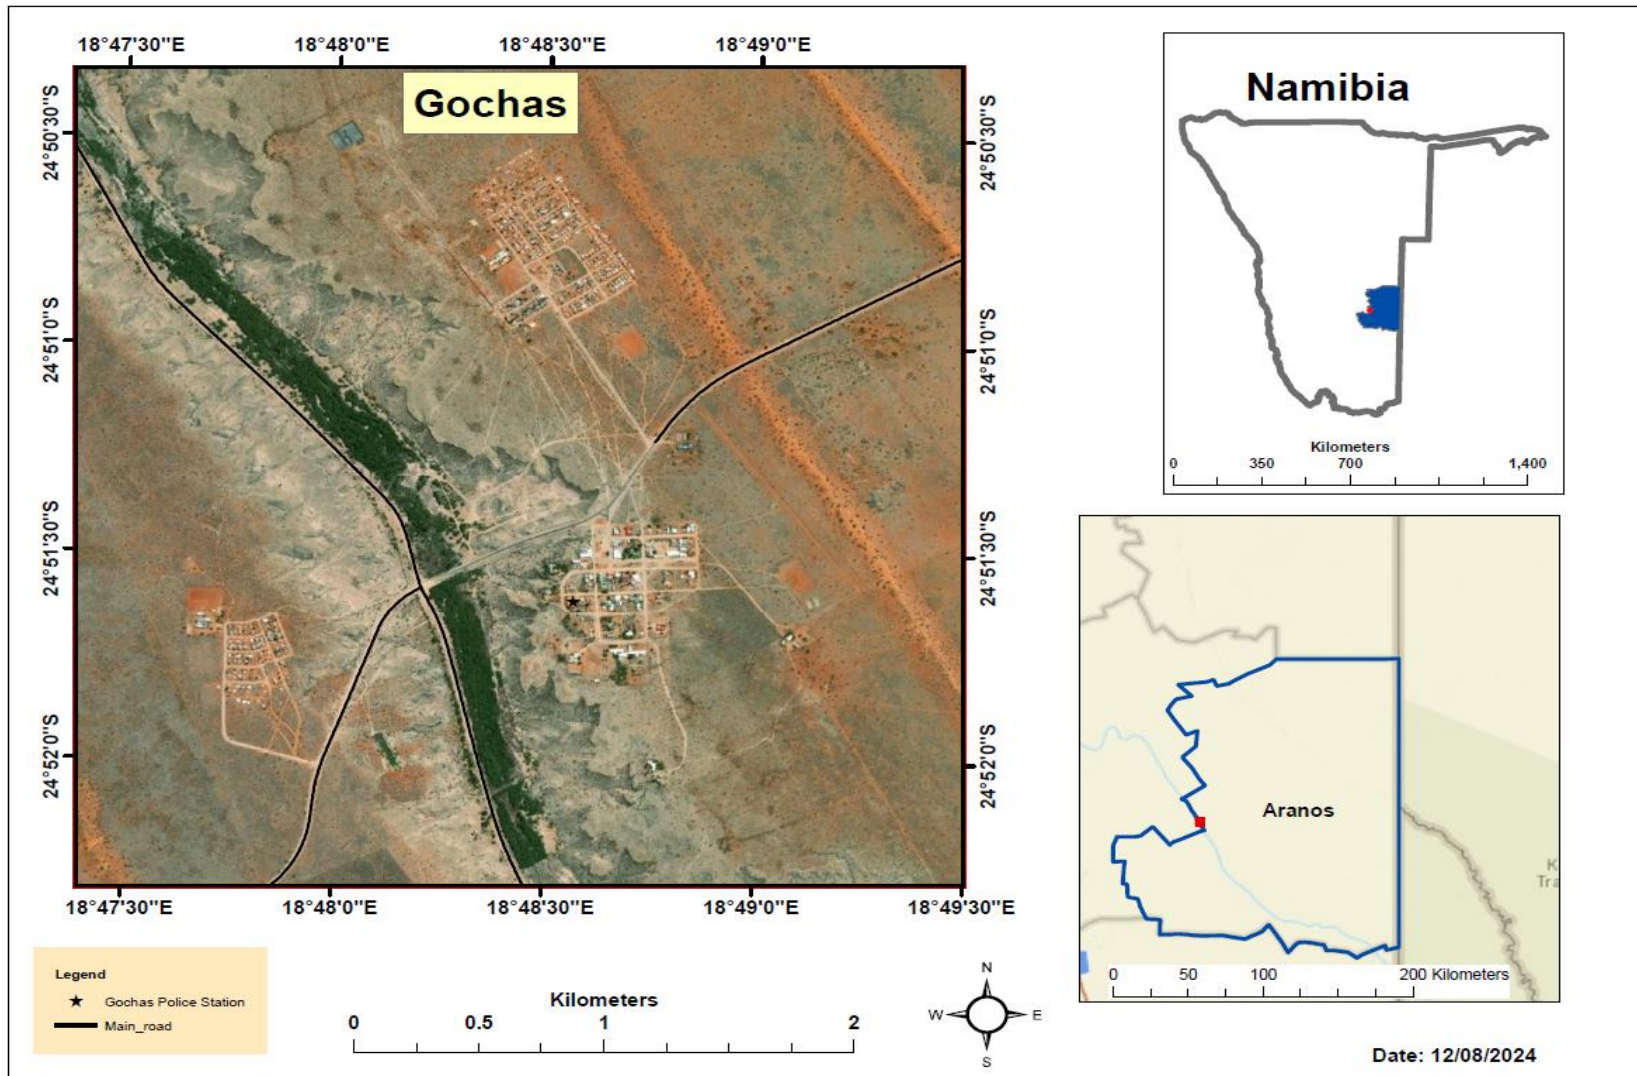 18°47'30"E
18°48'0"E
18°48'30"E
18°49'0"E
Gochas
24°50'30"S
24°51'0"S
24°51'30"S
24°52'0"S
24°50'30"S
24°51'0"S
24°51'30"S
24°52'0"S
18°47'30"E
18°48'0"E
18°48'30"E
18°49'0"E
18°49'30"E
Namibia
Kilometers
0 350 700 1,400
Aranos
K
Tra
0 50 100 200 Kilometers
Legend
Gochas Police Station
Main_road
Kilometers
0 0.5 1 2
N
W E
S
Date: 12/08/2024